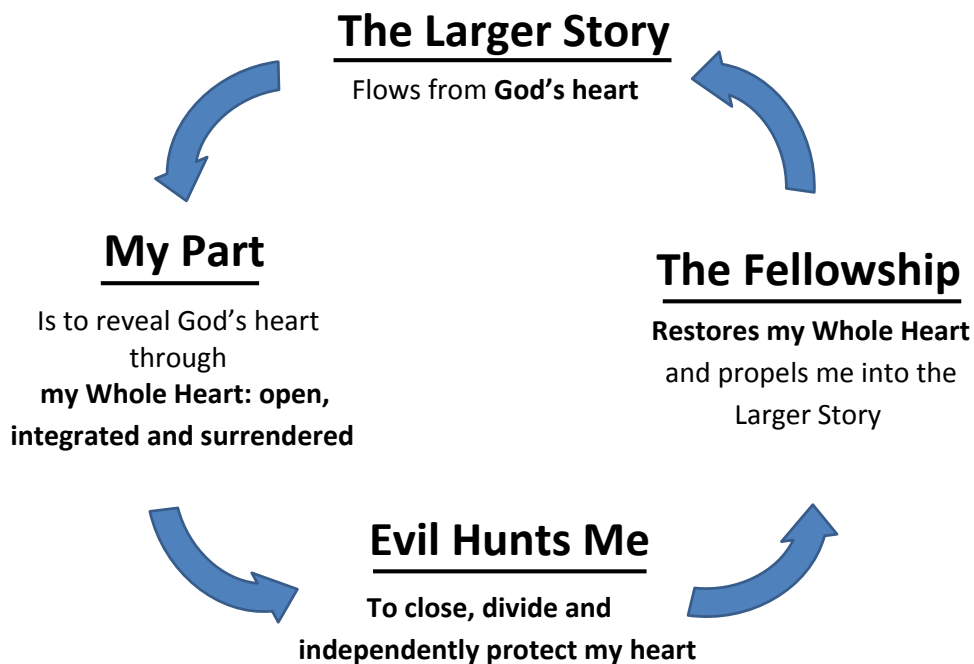 The Larger Story
Flows from God’s heart
My Part
Is to reveal God’s heart
through
my Whole Heart: open,
integrated and surrendered
Evil Hunts Me
To close, divide and
independently protect my heart
The Fellowship
Restores my Whole Heart
and propels me into the
Larger Story